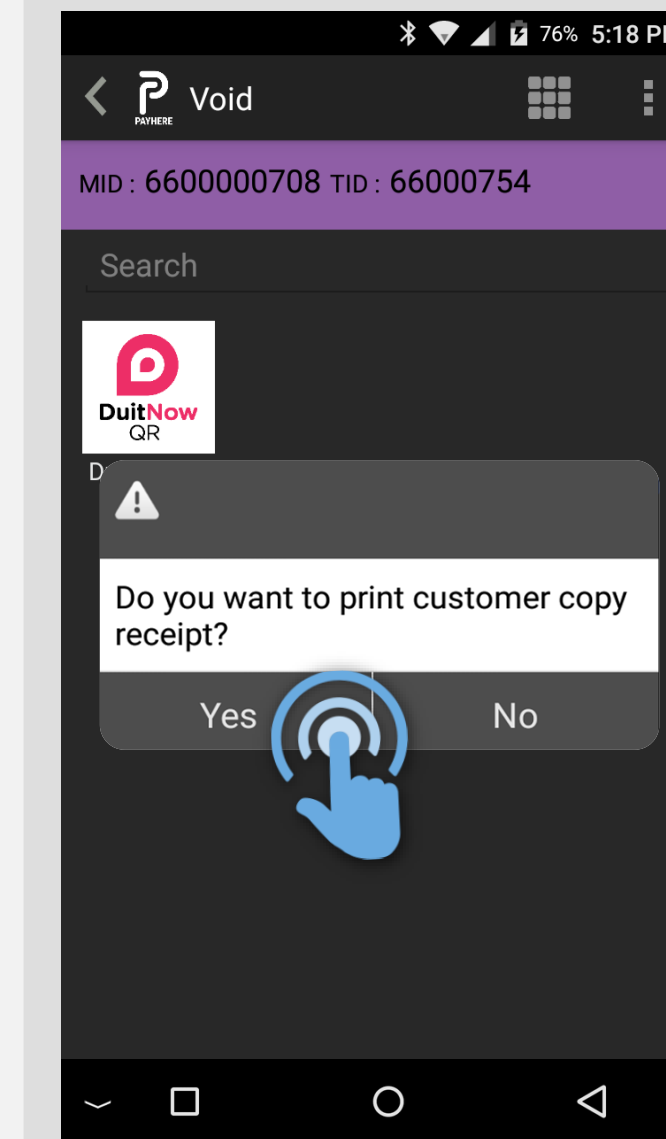 76% 5:18 P
PAYHERE
Void
MID : 6600000708 TID : 66000754
Search
DuitNow
QR
D
Do you want to print customer copy
receipt?
Yes No